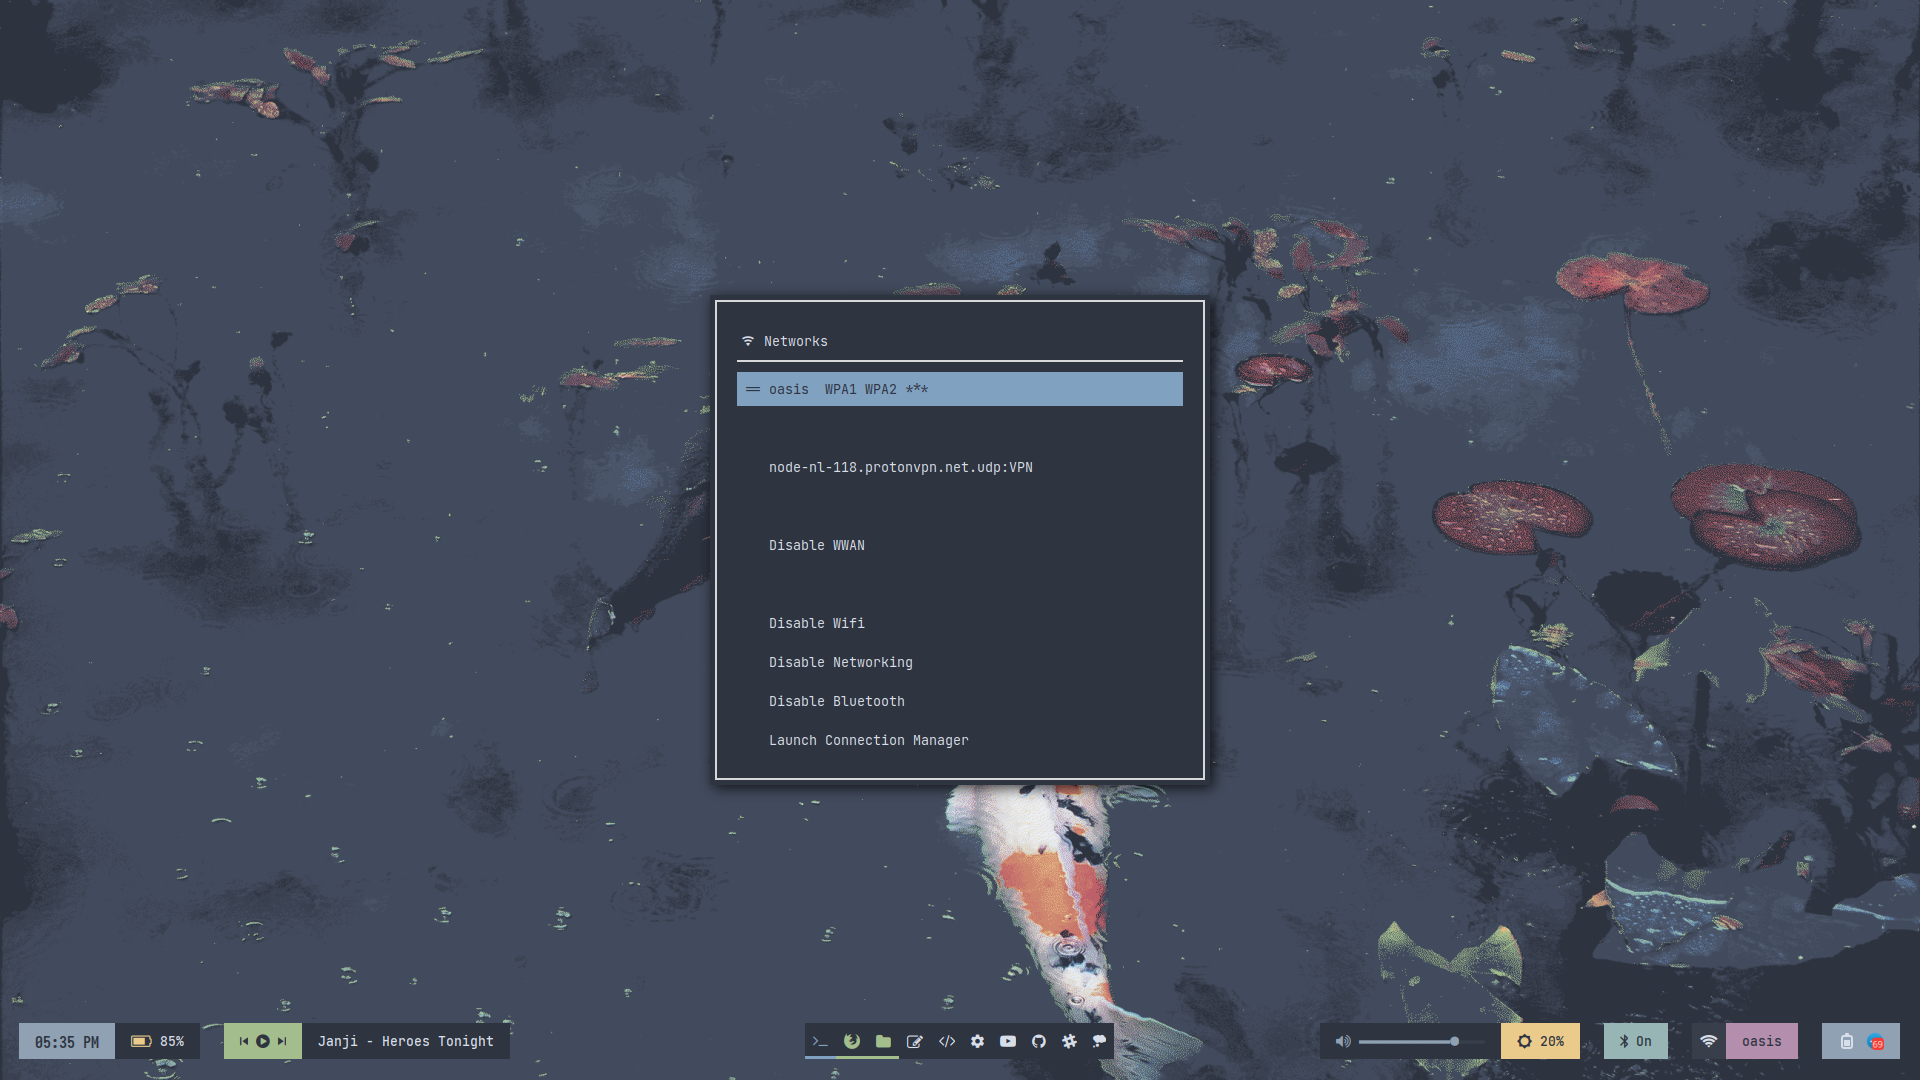 Networks
oasis WPA1 WPA2 ***
node-nl-118.protonvpn.net.udp:VPN
Disable WWAN
Disable Wifi
Disable Networking
Disable Bluetooth
Launch Connection Manager
05:35 PM 85% Janji - Heroes Tonight 20% On oasis 69